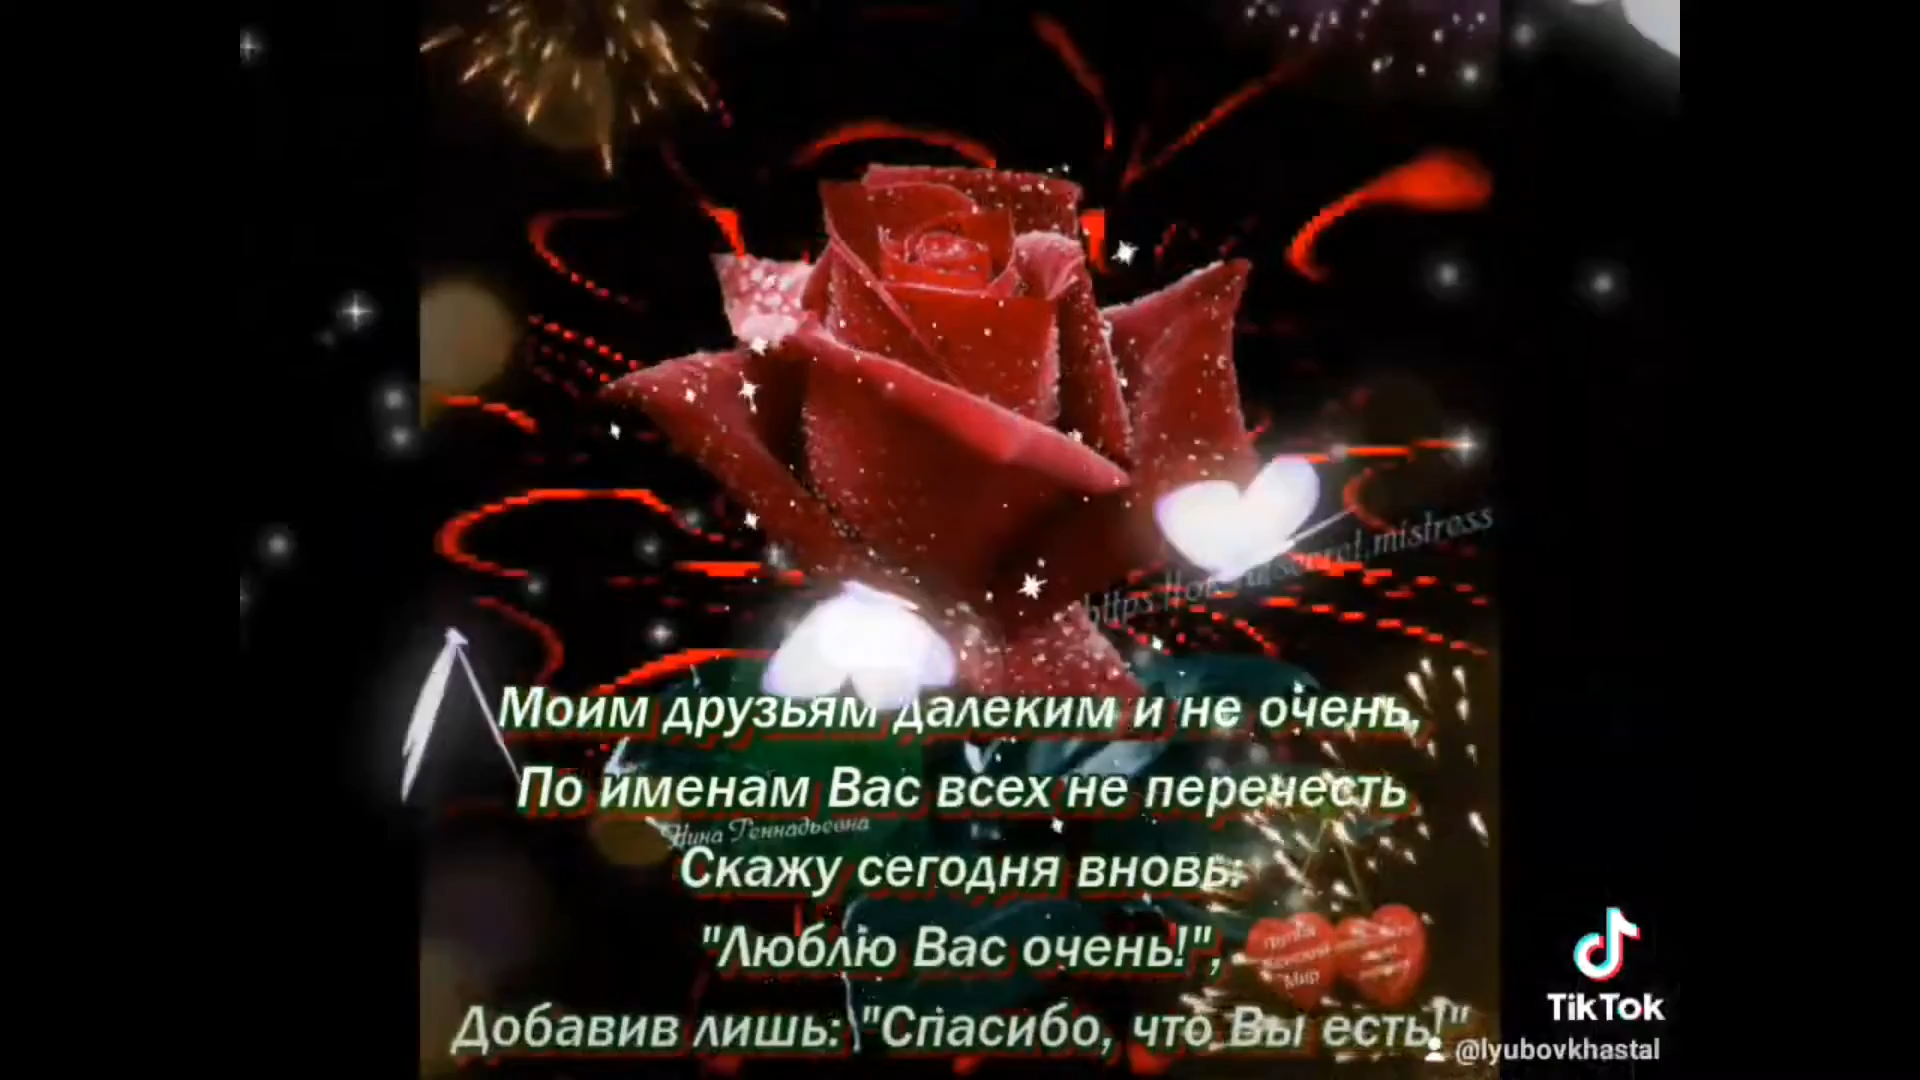 Моим друзьям далеким и не очень,
По именам Вас всех не перечесть
Нина Геннадьевна
Скажу сегодня вновь:
"Люблю Вас очень!",
Добавив лишь: "Спасибо, что Вы есть!"
Мир
TikTok
@lyubovkhastal